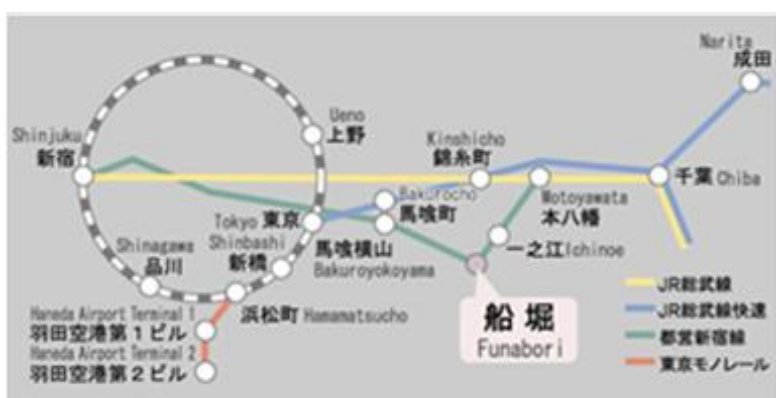 Narita
成田
Ueno
上野
Shinjuku
新宿
Kinshicho
錦糸町
千葉 Chiba
Bakurocho
馬喰町
Motoyawata
本八幡
Tokyo 東京
Shinbashi
新橋
馬喰横山
Bakuroyokoyama
一之江 Ichinoe
Shinagawa
品川
浜松町 Hamamatsucho
船堀
Funabori
Haneda Airport Terminal 1
羽田空港第1ビル
Haneda Airport Terminal 2
羽田空港第2ビル
JR総武線
JR総武線快速
都営新宿線
東京モノレール